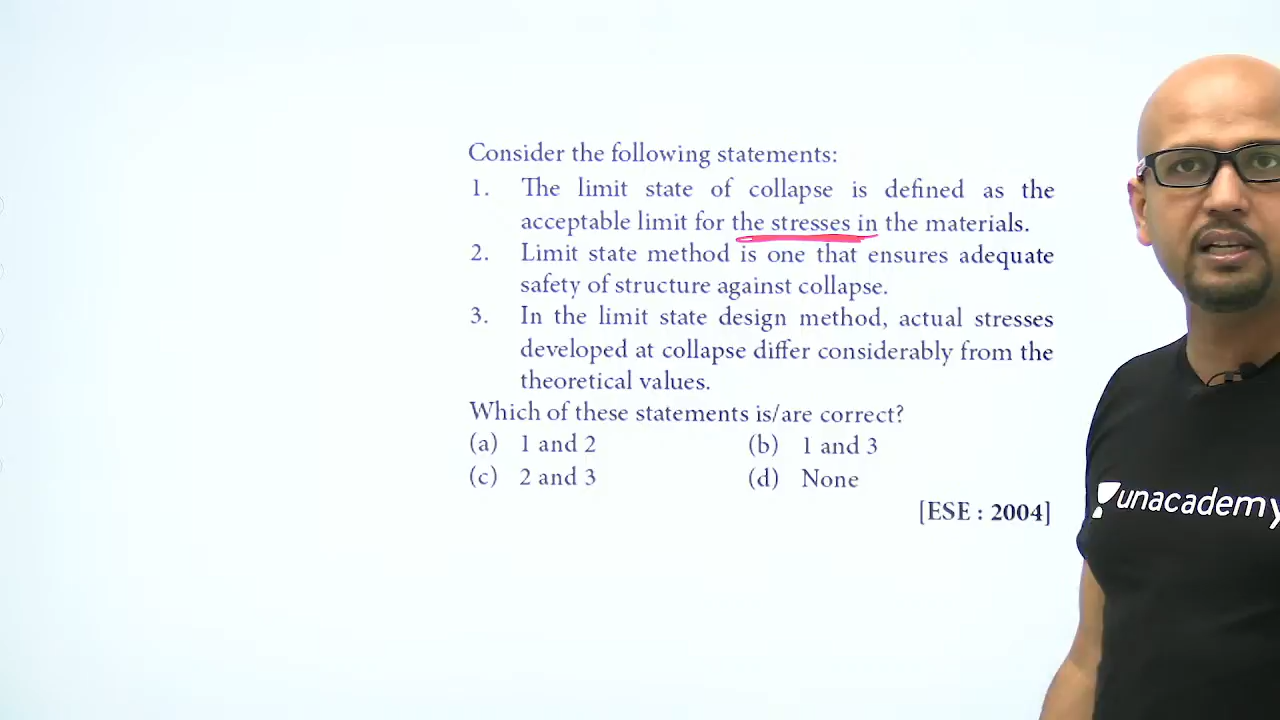 Consider the following statements:
1. The limit state of collapse is defined as the
acceptable limit for the stresses in the materials.
2. Limit state method is one that ensures adequate
safety of structure against collapse.
3. In the limit state design method, actual stresses
developed at collapse differ considerably from the
theoretical values.
Which of these statements is/are correct?
(a) 1 and 2 (b) 1 and 3
(c) 2 and 3 (d) None
[ESE : 2004]
unacademy